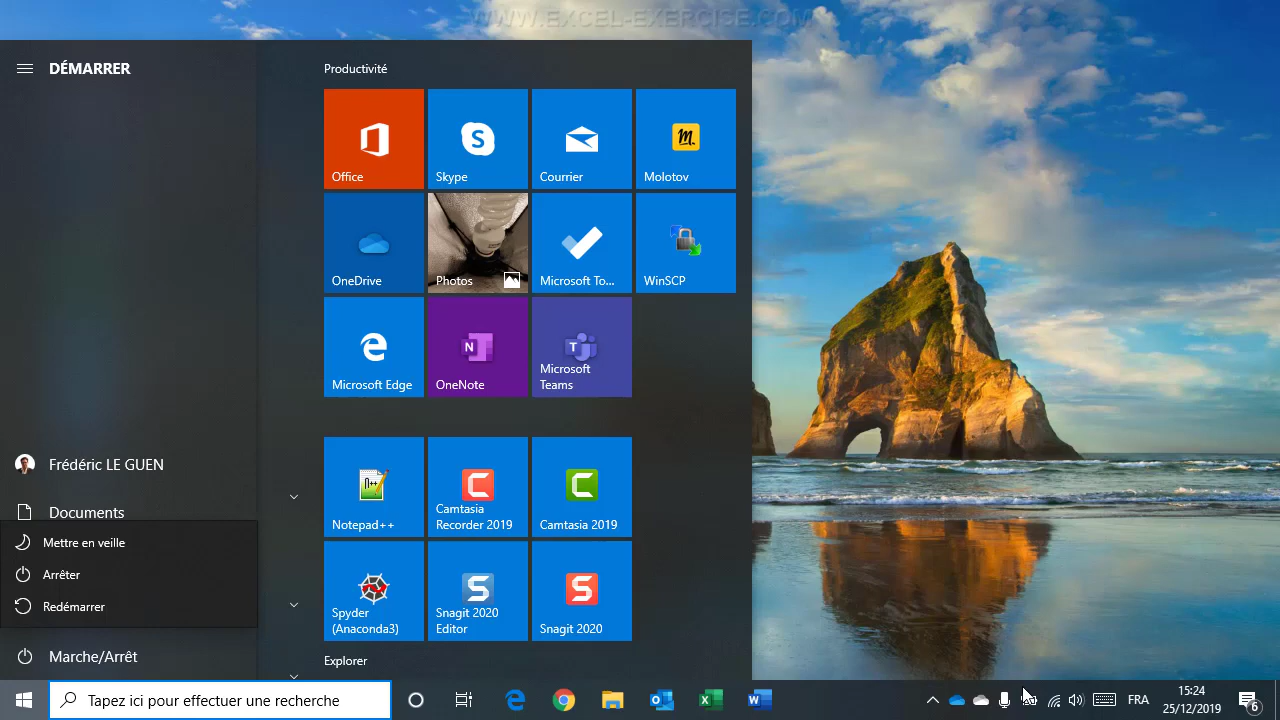 WWW.EXCEL-EXERCISE.COM
DÉMARRER
Productivité
Office
Skype
Courrier
Molotov
OneDrive
Photos
Microsoft To...
WinSCP
Microsoft Edge
OneNote
Microsoft
Teams
Frédéric LE GUEN
Documents
Mettre en veille
Arrêter
Redémarrer
Marche/Arrêt
Notepad++
Camtasia
Recorder 2019
Camtasia 2019
Spyder
(Anaconda3)
Snagit 2020
Editor
Snagit 2020
Explorer
Tapez ici pour effectuer une recherche
FRA
15:24
25/12/2019
6